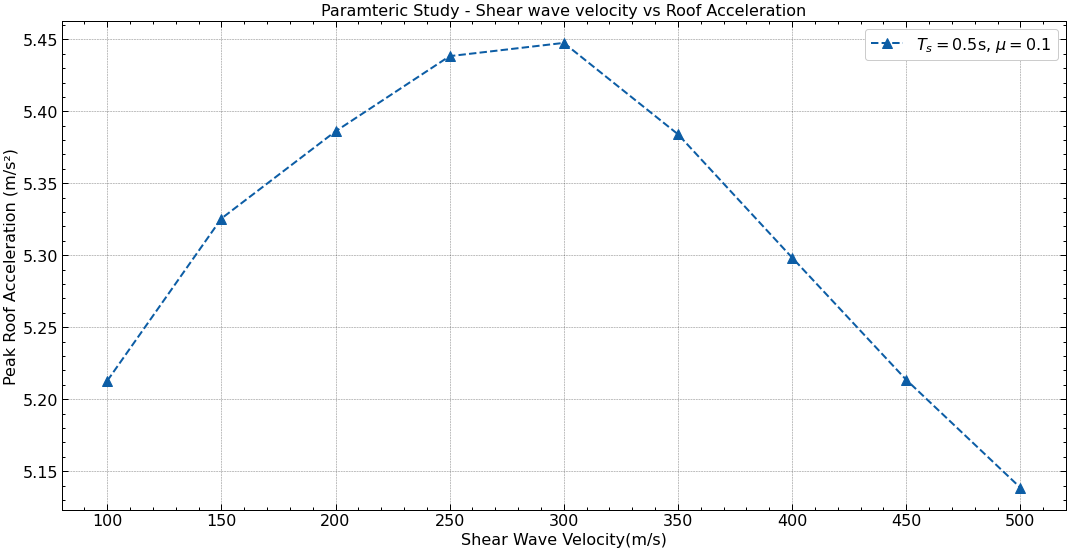 Paramteric Study - Shear wave velocity vs Roof Acceleration
T_s = 0.5s, μ = 0.1
Peak Roof Acceleration (m/s²)
5.45
5.40
5.35
5.30
5.25
5.20
5.15
100 150 200 250 300 350 400 450 500
Shear Wave Velocity(m/s)